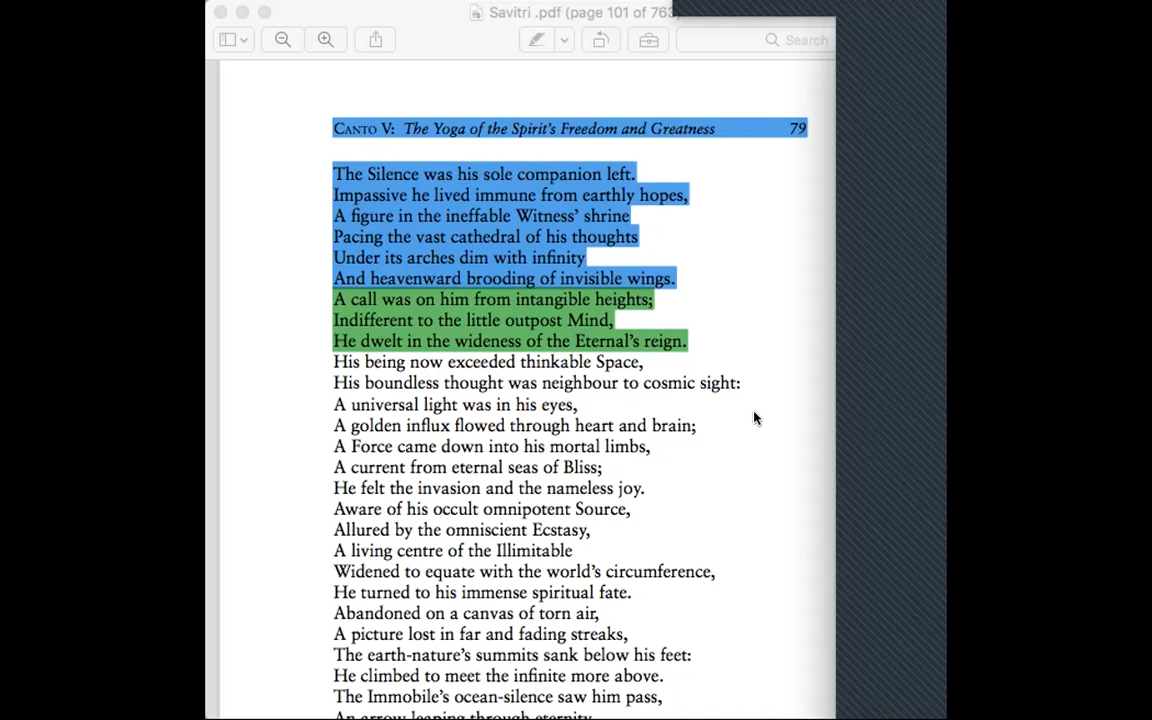 Savitri .pdf (page 101 of 763
Search
CANTO V: The Yoga of the Spirit's Freedom and Greatness 79
The Silence was his sole companion left.
Impassive he lived immune from earthly hopes,
A figure in the ineffable Witness' shrine
Pacing the vast cathedral of his thoughts
Under its arches dim with infinity
And heavenward brooding of invisible wings.
A call was on him from intangible heights;
Indifferent to the little outpost Mind,
He dwelt in the wideness of the Eternal's reign.
His being now exceeded thinkable Space,
His boundless thought was neighbour to cosmic sight:
A universal light was in his eyes,
A golden influx flowed through heart and brain;
A Force came down into his mortal limbs,
A current from eternal seas of Bliss;
He felt the invasion and the nameless joy.
Aware of his occult omnipotent Source,
Allured by the omniscient Ecstasy,
A living centre of the Illimitable
Widened to equate with the world's circumference,
He turned to his immense spiritual fate.
Abandoned on a canvas of torn air,
A picture lost in far and fading streaks,
The earth-nature's summits sank below his feet:
He climbed to meet the infinite more above.
The Immobile's ocean-silence saw him pass,
An arrow leaping through eternity